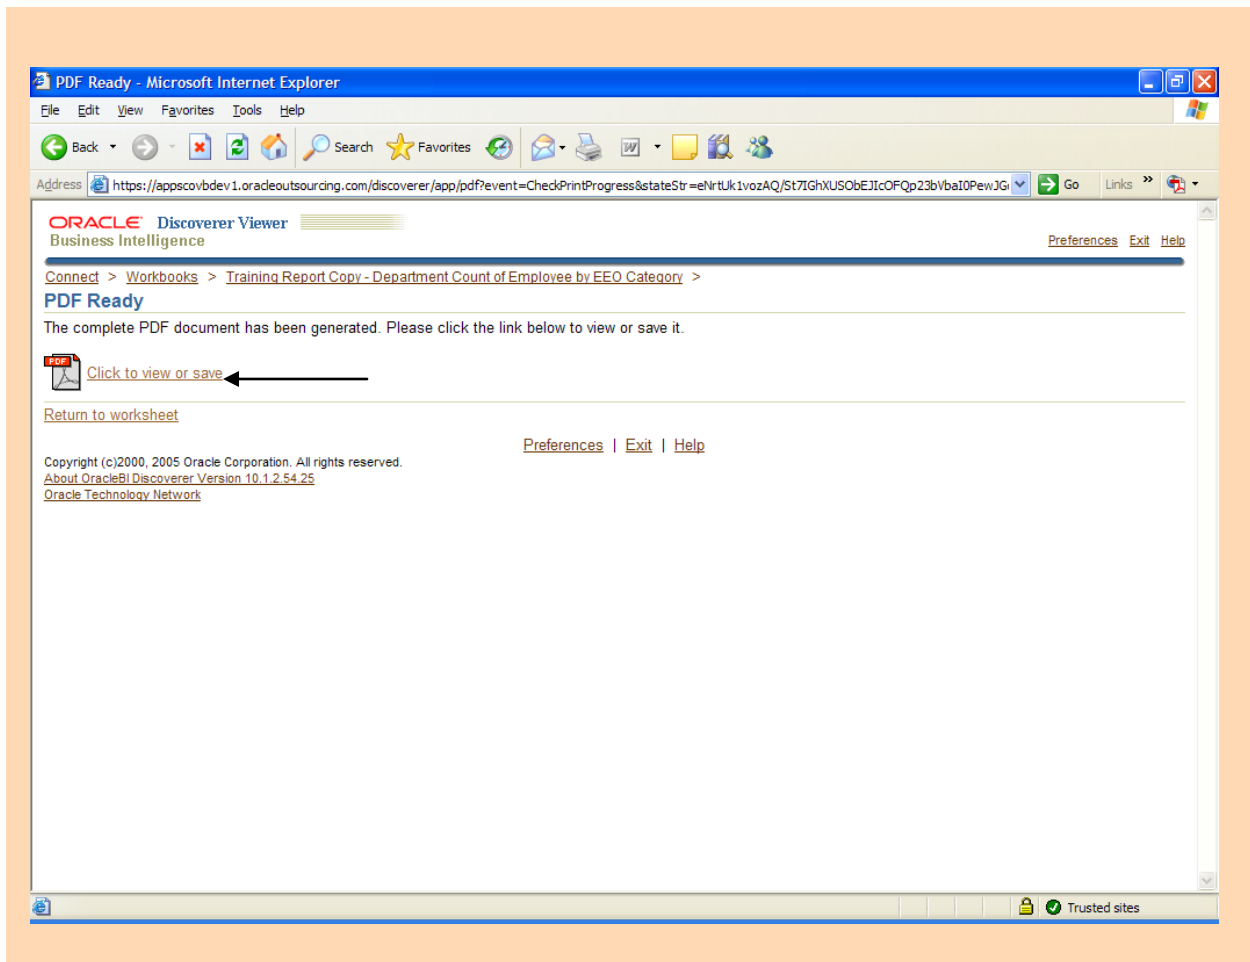 PDF Ready - Microsoft Internet Explorer
File Edit View Favorites Tools Help
Back Search Favorites
Address https://appscovbdev1.oracleoutsourcing.com/discoverer/app/pdf?event=CheckPrintProgress&stateStr=eNrtUk1vozAQ/St7IGhXUSObEJIcOFQp23bVbaI0PewJG Go Links »
ORACLE Discoverer Viewer
Business Intelligence
Preferences Exit Help
Connect > Workbooks > Training Report Copy - Department Count of Employee by EEO Category >
PDF Ready
The complete PDF document has been generated. Please click the link below to view or save it.
PDF
Click to view or save
Return to worksheet
Preferences | Exit | Help
Copyright (c)2000, 2005 Oracle Corporation. All rights reserved.
About OracleBI Discoverer Version 10.1.2.54.25
Oracle Technology Network
Trusted sites